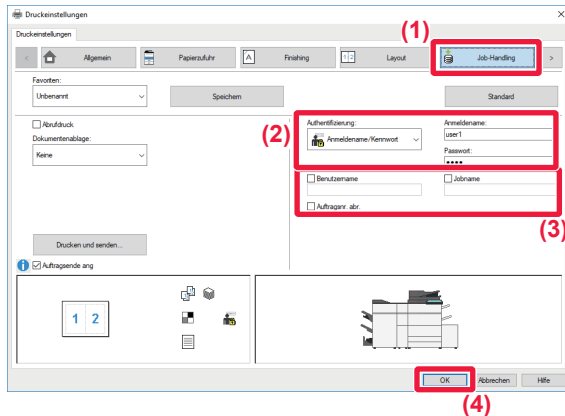 Druckeinstellungen
Druckeinstellungen
(1)
Allgemein Papierzufuhr Finishing Layout Job-Handling
Favoriten:
Unbenannt Speichern Standard
Abrufdruck
Dokumentenablage:
Keine
(2)
Authentifizierung: Anmeldename:
Anmeldename/Kennwort user1
Passwort:
••••
Benutzername Jobname
Auftragsnr. abr.
(3)
Drucken und senden...
Auftragsende ang
1 2
OK Abbrechen Hilfe
(4)